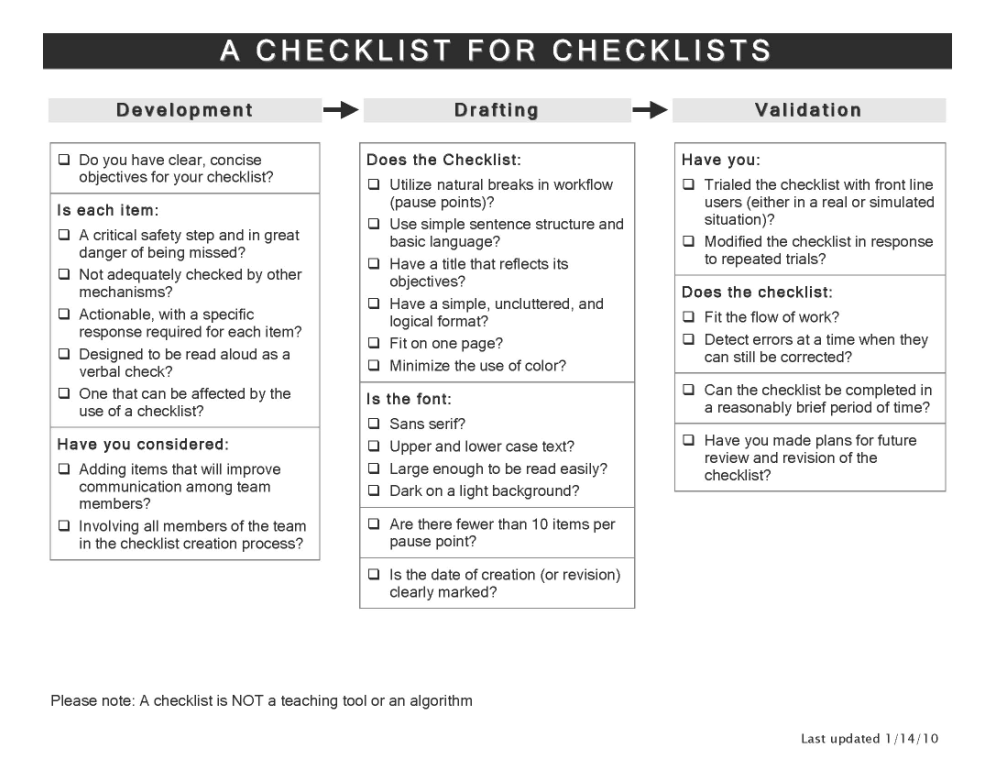 A CHECKLIST FOR CHECKLISTS
Development
Drafting
Validation
❑ Do you have clear, concise
objectives for your checklist?
Is each item:
❑ A critical safety step and in great
danger of being missed?
❑ Not adequately checked by other
mechanisms?
❑ Actionable, with a specific
response required for each item?
❑ Designed to be read aloud as a
verbal check?
❑ One that can be affected by the
use of a checklist?
Have you considered:
❑ Adding items that will improve
communication among team
members?
❑ Involving all members of the team
in the checklist creation process?
Does the Checklist:
❑ Utilize natural breaks in workflow
(pause points)?
❑ Use simple sentence structure and
basic language?
❑ Have a title that reflects its
objectives?
❑ Have a simple, uncluttered, and
logical format?
❑ Fit on one page?
❑ Minimize the use of color?
Is the font:
❑ Sans serif?
❑ Upper and lower case text?
❑ Large enough to be read easily?
❑ Dark on a light background?
❑ Are there fewer than 10 items per
pause point?
❑ Is the date of creation (or revision)
clearly marked?
Have you:
❑ Trialed the checklist with front line
users (either in a real or simulated
situation)?
❑ Modified the checklist in response
to repeated trials?
Does the checklist:
❑ Fit the flow of work?
❑ Detect errors at a time when they
can still be corrected?
❑ Can the checklist be completed in
a reasonably brief period of time?
❑ Have you made plans for future
review and revision of the
checklist?
Please note: A checklist is NOT a teaching tool or an algorithm
Last updated 1/14/10